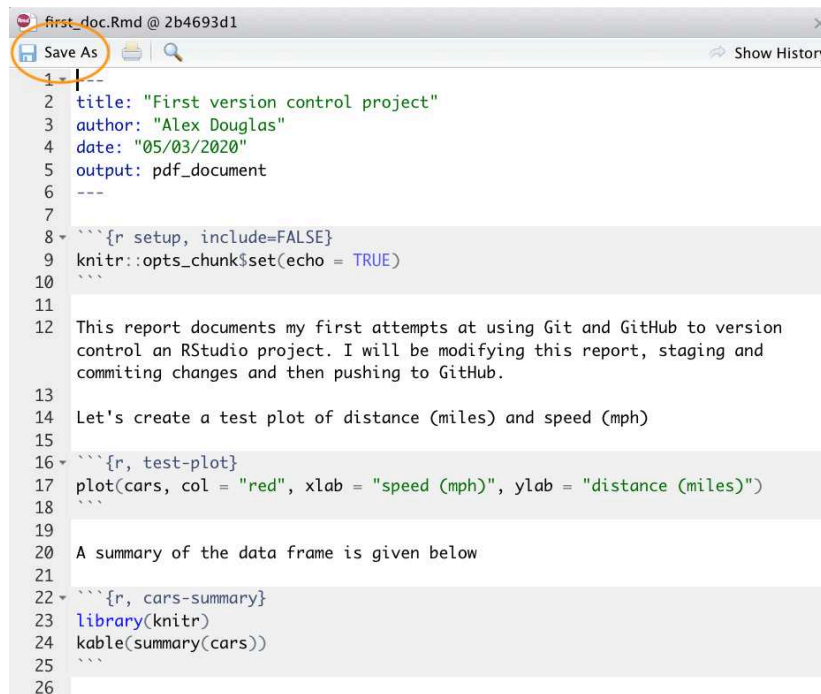 first_doc.Rmd @ 2b4693d1
Save As Show History
1 ---
2 title: "First version control project"
3 author: "Alex Douglas"
4 date: "05/03/2020"
5 output: pdf_document
6 ---
7
8 ```{r setup, include=FALSE}
9 knitr::opts_chunk$set(echo = TRUE)
10 ```
11
12 This report documents my first attempts at using Git and GitHub to version
control an RStudio project. I will be modifying this report, staging and
commiting changes and then pushing to GitHub.
13
14 Let's create a test plot of distance (miles) and speed (mph)
15
16 ```{r, test-plot}
17 plot(cars, col = "red", xlab = "speed (mph)", ylab = "distance (miles)")
18 ```
19
20 A summary of the data frame is given below
21
22 ```{r, cars-summary}
23 library(knitr)
24 kable(summary(cars))
25 ```
26